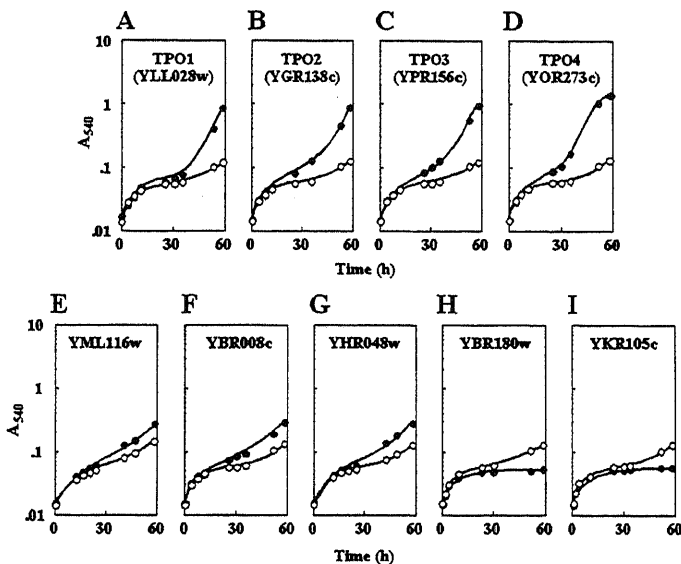 A B C D
10
1
.1
.01
A540
TPO1
(YLL028w)
TPO2
(YGR138c)
TPO3
(YPR156c)
TPO4
(YOR273c)
0 30 60 0 30 60 0 30 60 0 30 60
Time (h)
E F G H I
10
1
.1
.01
A540
YML116w
YBR008c
YHR048w
YBR180w
YKR105c
0 30 60 0 30 60 0 30 60 0 30 60 0 30 60
Time (h)